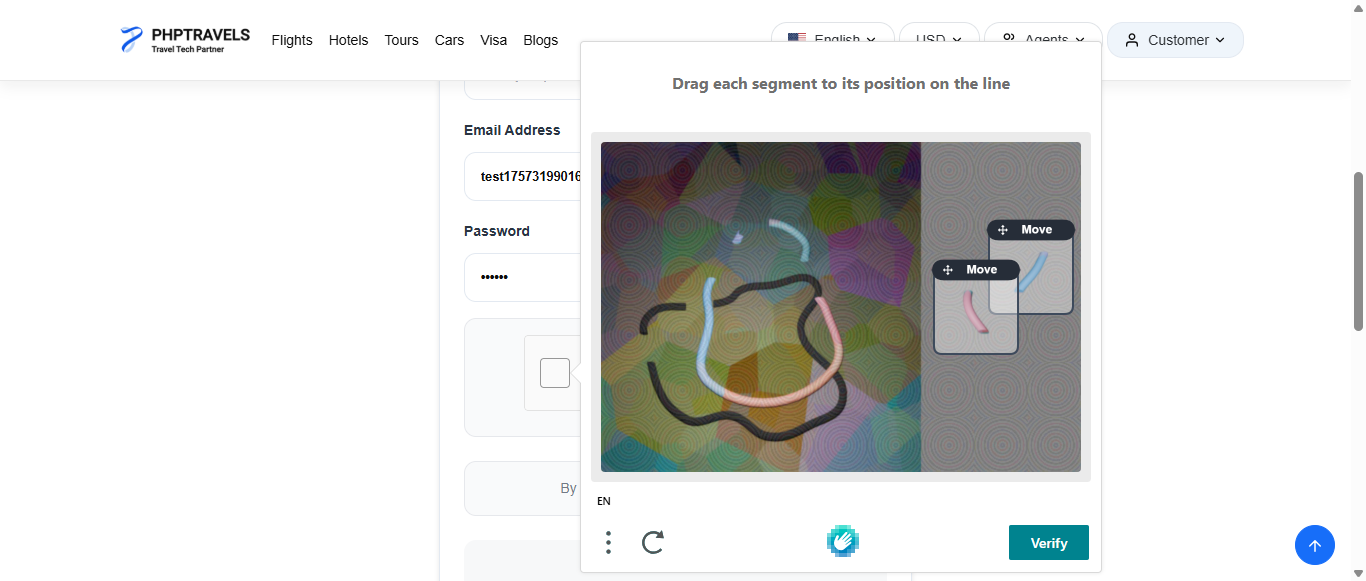 PHPTRAVELS
Travel Tech Partner
Flights Hotels Tours Cars Visa Blogs
English USD Agents Customer
Drag each segment to its position on the line
Email Address
test17573199016
Password
Move
Move
By
EN
Verify